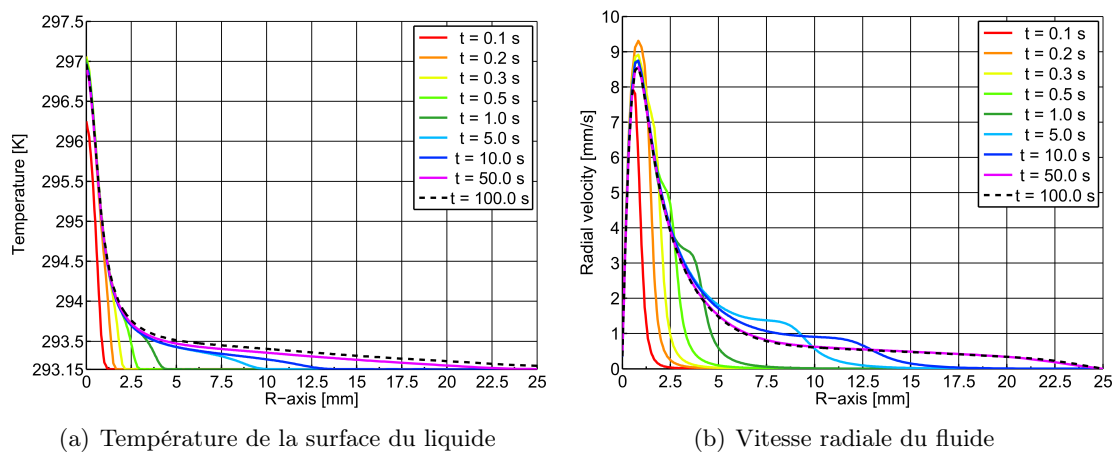 297.5
297
296.5
296
295.5
295
294.5
294
293.5
293.15
0
2.5
5
7.5
10
12.5
15
17.5
20
22.5
25
Temperature [K]
R−axis [mm]
t = 0.1 s
t = 0.2 s
t = 0.3 s
t = 0.5 s
t = 1.0 s
t = 5.0 s
t = 10.0 s
t = 50.0 s
t = 100.0 s
(a) Température de la surface du liquide
10
9
8
7
6
5
4
3
2
1
0
0
2.5
5
7.5
10
12.5
15
17.5
20
22.5
25
Radial velocity [mm/s]
R−axis [mm]
t = 0.1 s
t = 0.2 s
t = 0.3 s
t = 0.5 s
t = 1.0 s
t = 5.0 s
t = 10.0 s
t = 50.0 s
t = 100.0 s
(b) Vitesse radiale du fluide